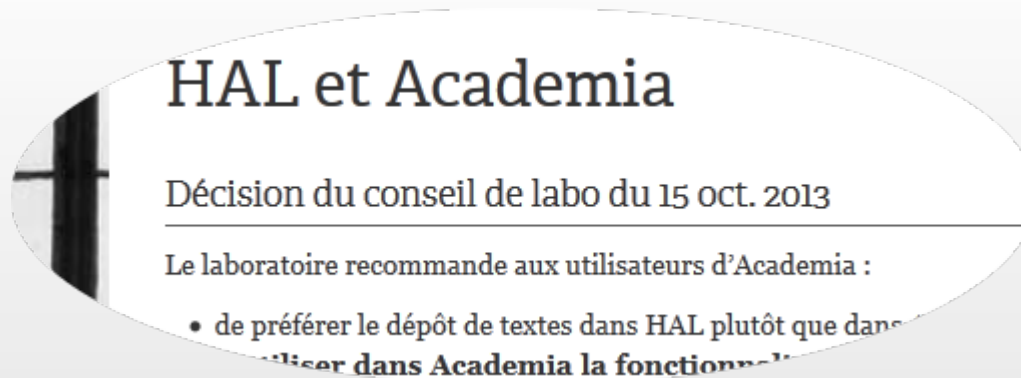 HAL et Academia
Décision du conseil de labo du 15 oct. 2013
Le laboratoire recommande aux utilisateurs d’Academia :
• de préférer le dépôt de textes dans HAL plutôt que dans
dans Academia la